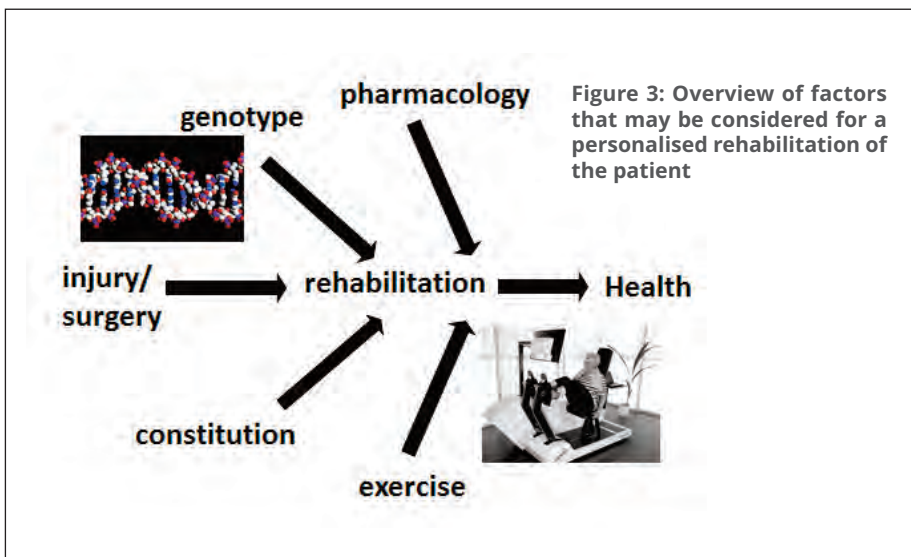 pharmacology
genotype
Figure 3: Overview of factors
that may be considered for a
personalised rehabilitation of
the patient
injury/
surgery
rehabilitation
Health
constitution
exercise